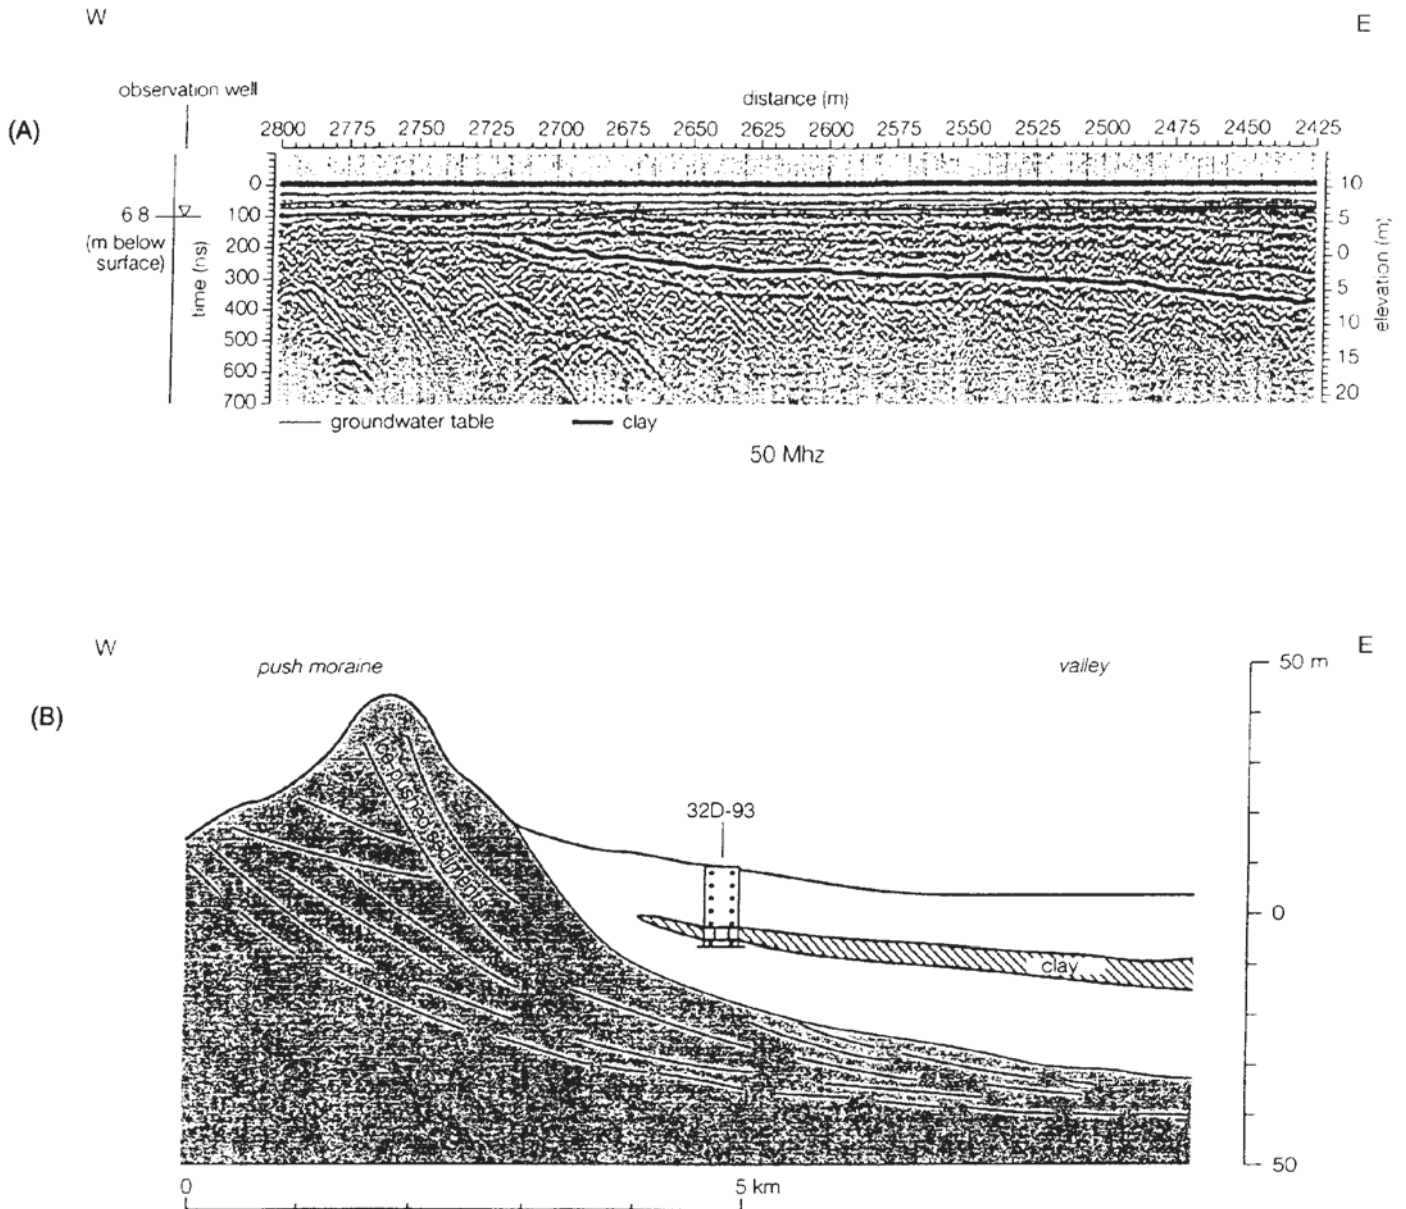 W E
observation well
distance (m)
(A)
2800 2775 2750 2725 2700 2675 2650 2625 2600 2575 2550 2525 2500 2475 2450 2425
0
100
200
300
400
500
600
700
time (ns)
6 8
(m below
surface)
10
5
0
5
10
15
20
elevation (m)
groundwater table clay
50 Mhz
W E
push moraine valley
(B)
50 m
0
50
ice pushed sediments
32D-93
clay
0 5 km